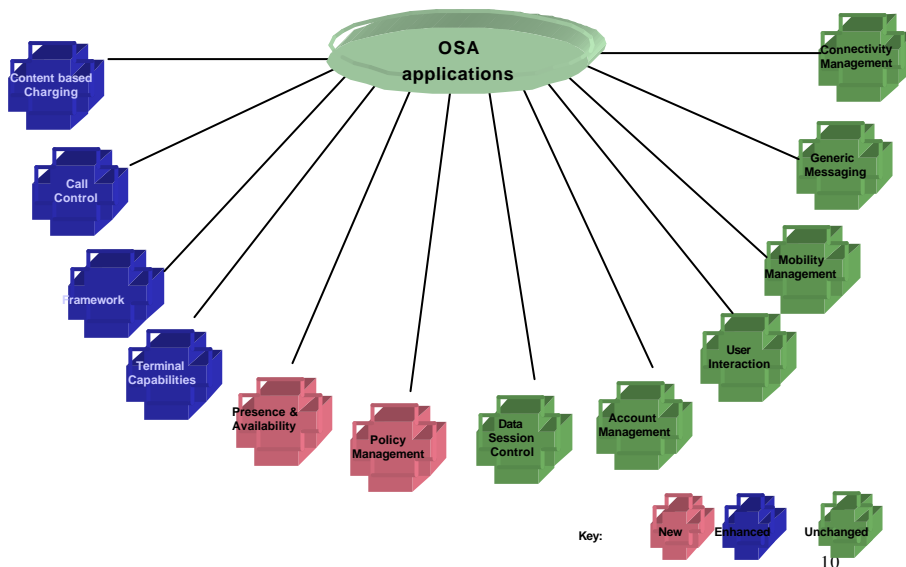 OSA
applications
Content based
Charging
Call
Control
Framework
Terminal
Capabilities
Presence &
Availability
Policy
Management
Data
Session
Control
Account
Management
User
Interaction
Mobility
Management
Generic
Messaging
Connectivity
Management
Key:
New
Enhanced
Unchanged
10